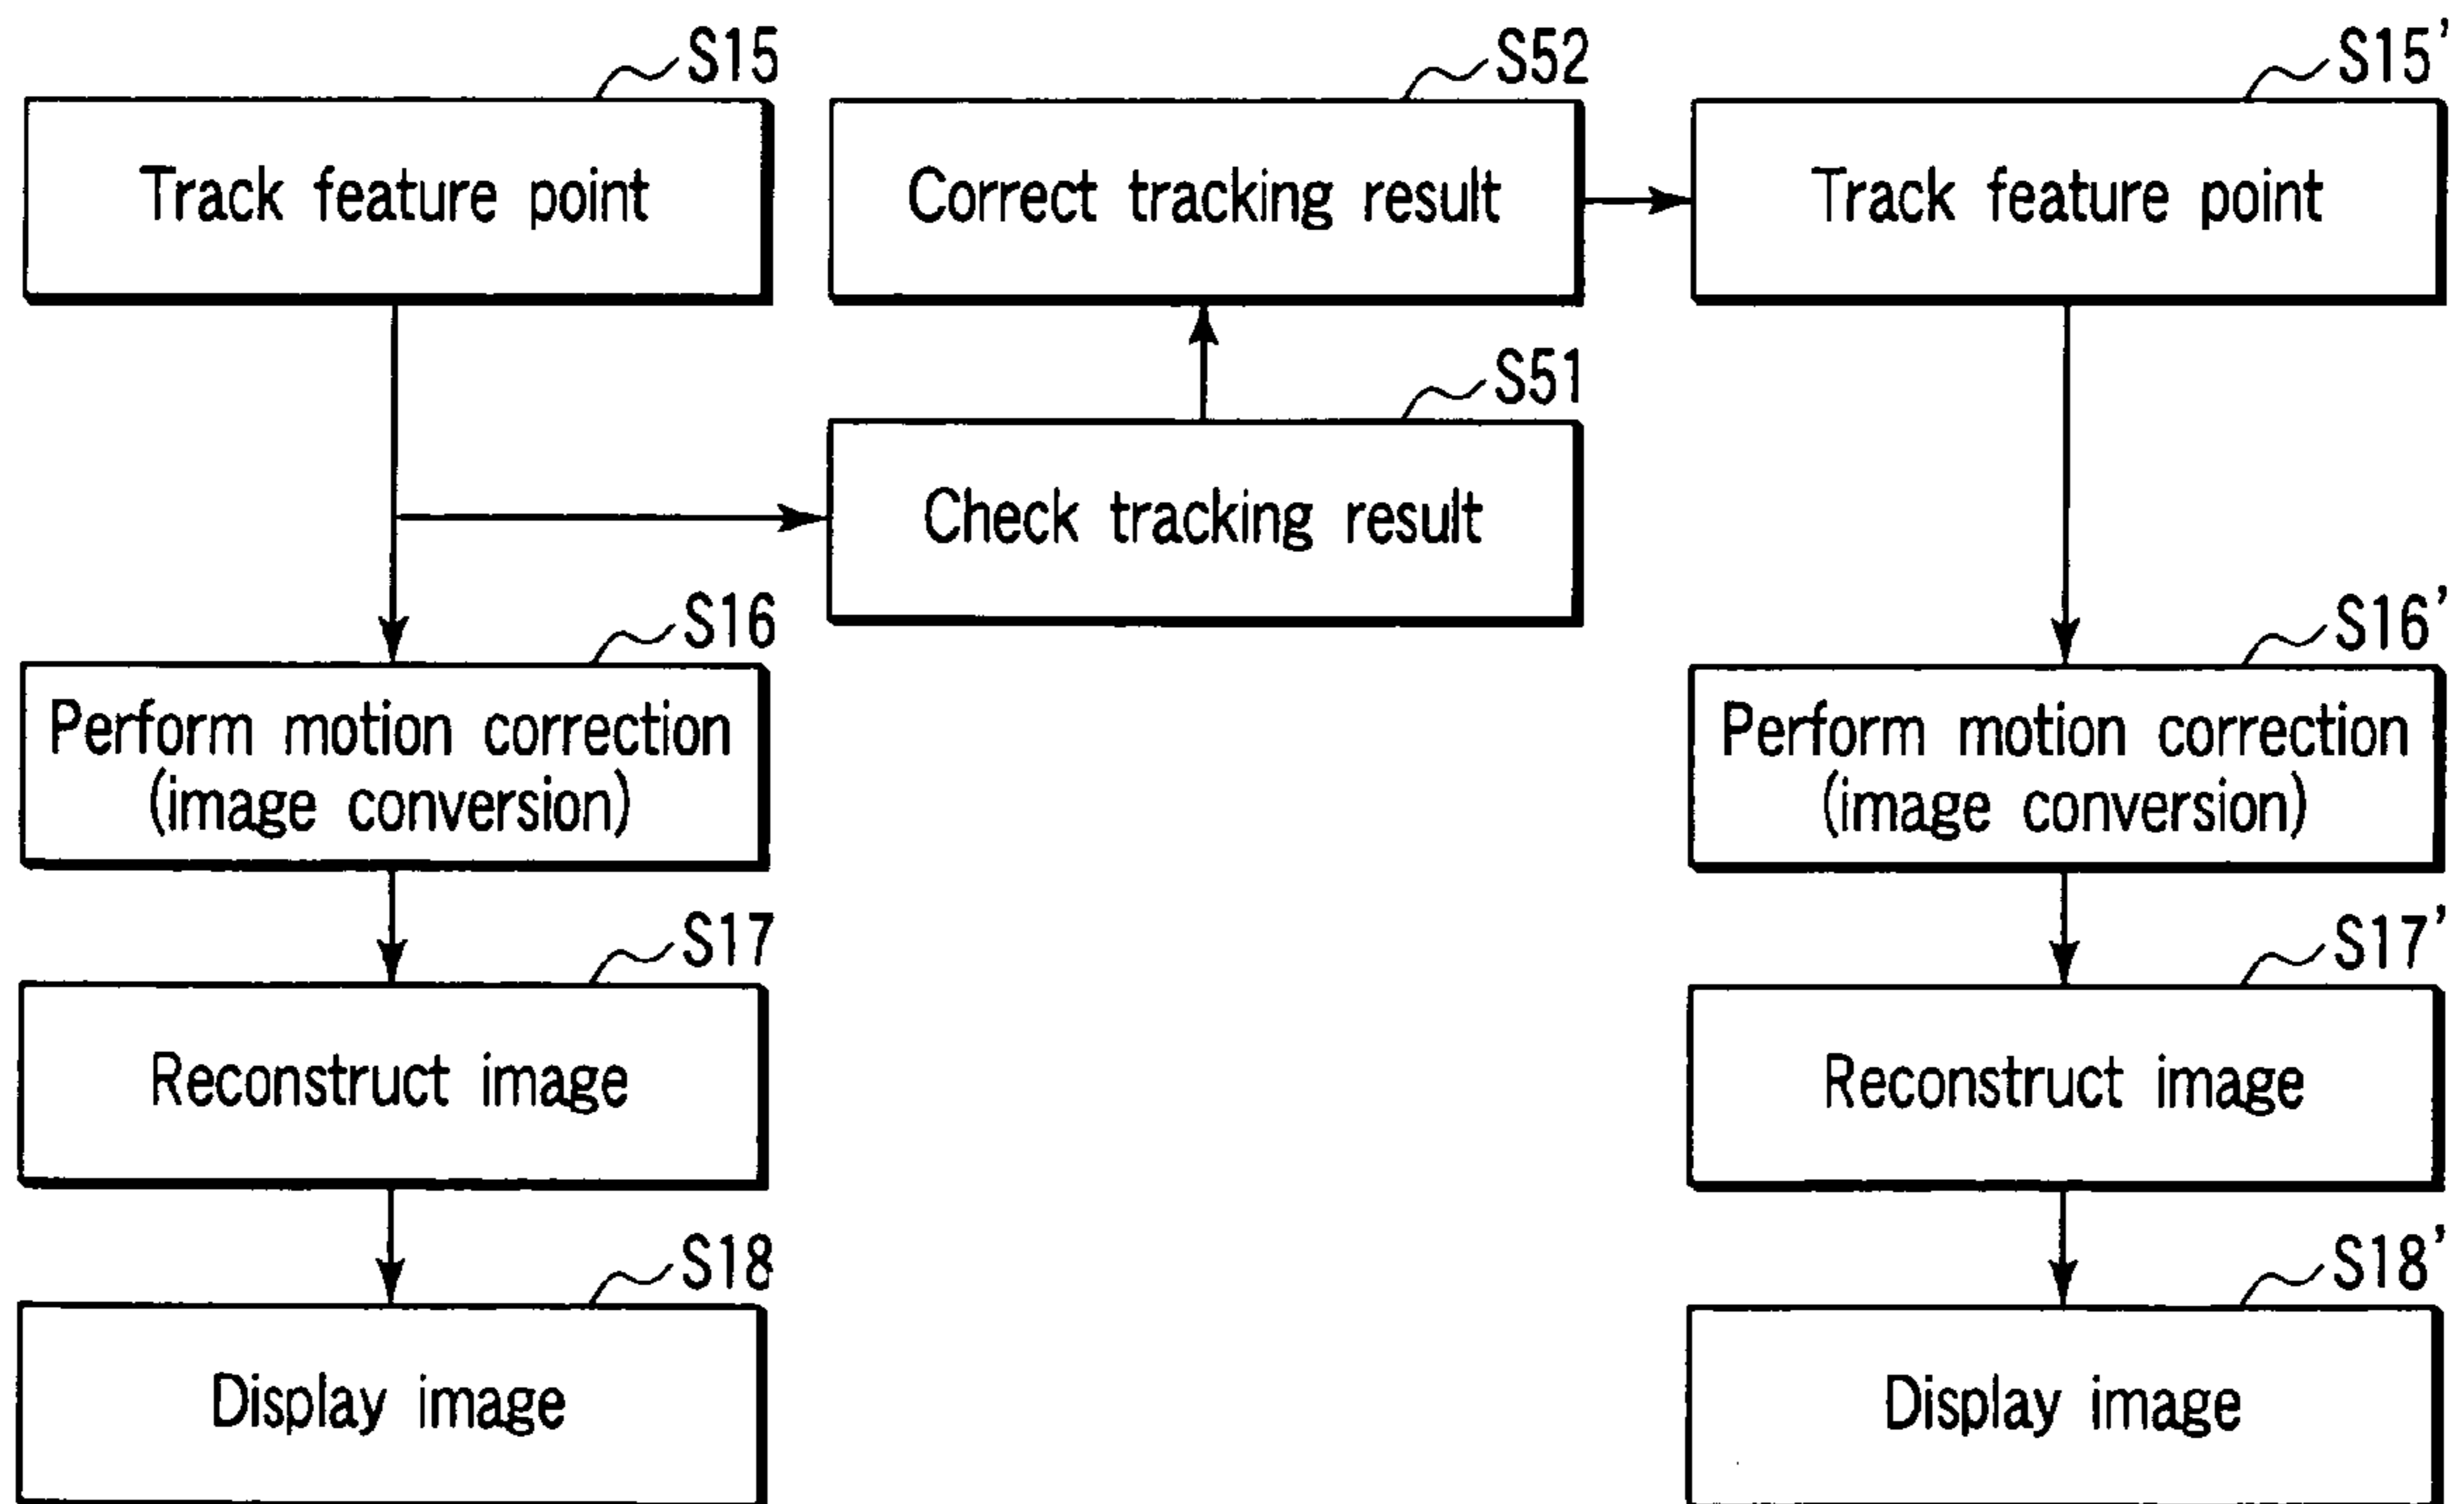 S15
Track feature point
S52
Correct tracking result
S15'
Track feature point
S51
Check tracking result
S16
Perform motion correction
(image conversion)
S16'
Perform motion correction
(image conversion)
S17
Reconstruct image
S17'
Reconstruct image
S18
Display image
S18'
Display image